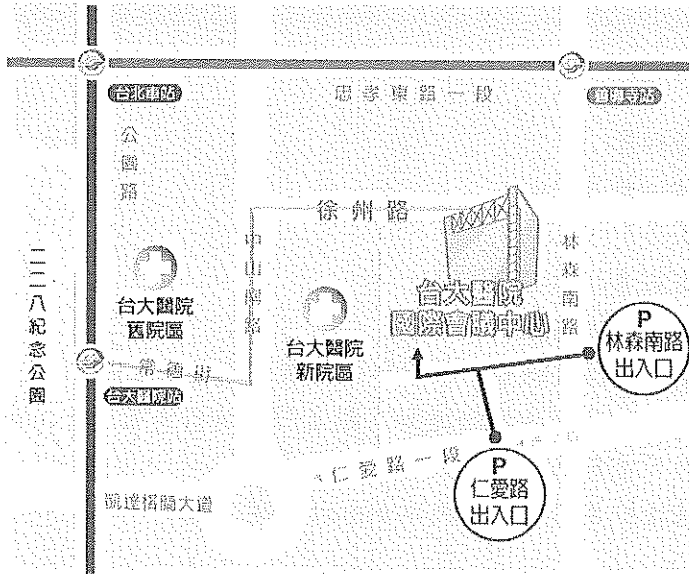 台北車站
忠孝東路一段
善導寺站
公園路
徐州路
中山南路
林森南路
二二八紀念公園
台大醫院
舊院區
台大醫院
新院區
台大醫院
國際會議中心
P
林森南路
出入口
常德街
台大醫院站
仁愛路一段
P
仁愛路
出入口
凱達格蘭大道